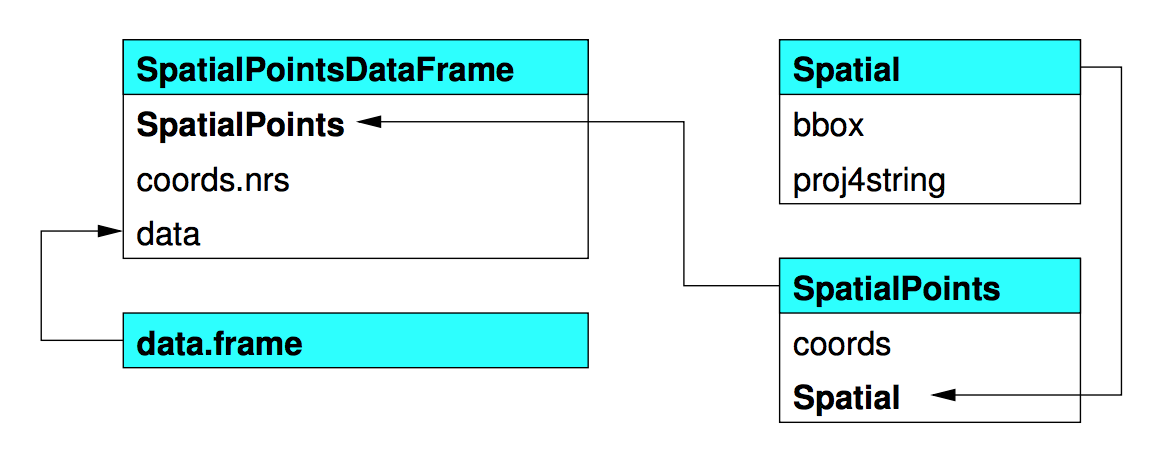 SpatialPointsDataFrame
SpatialPoints
coords.nrs
data
data.frame
Spatial
bbox
proj4string
SpatialPoints
coords
Spatial